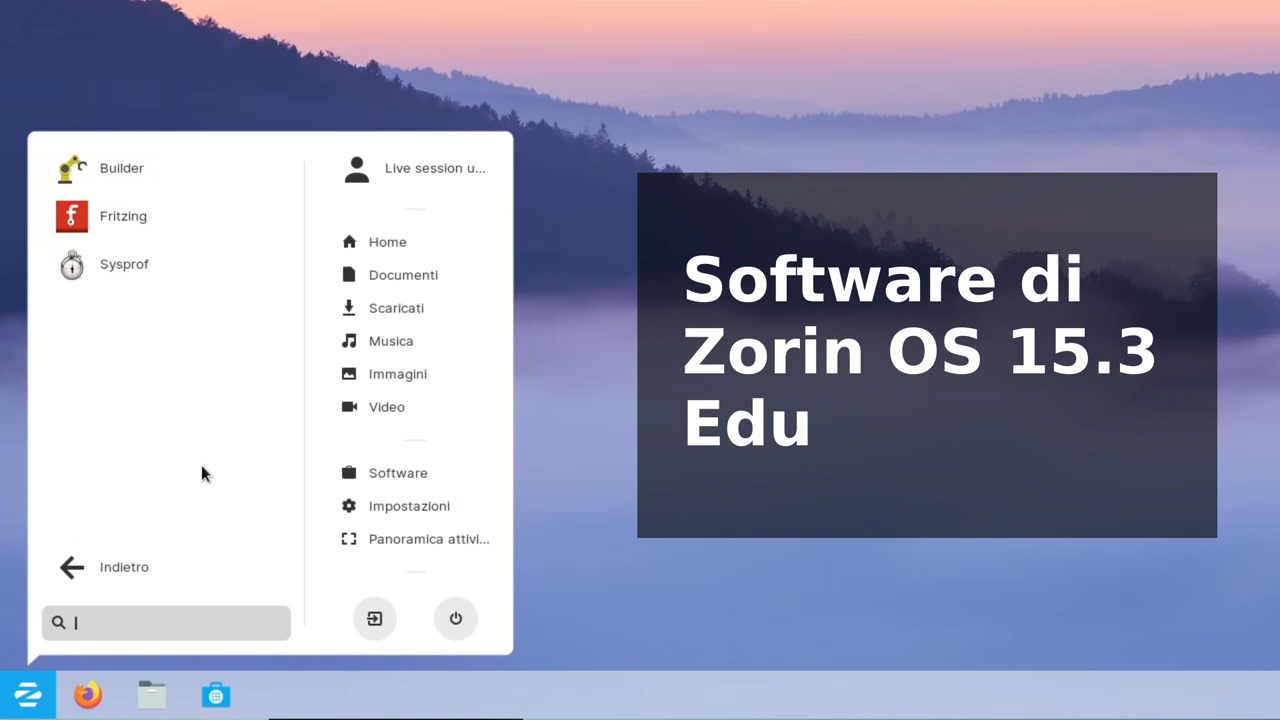 Builder
Fritzing
Sysprof
Indietro
Live session u...
Home
Documenti
Scaricati
Musica
Immagini
Video
Software
Impostazioni
Panoramica attivi...
Software di
Zorin OS 15.3
Edu